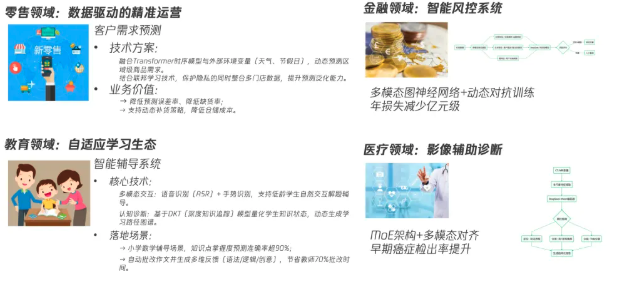 零售领域：数据驱动的精准运营
新零售
客户需求预测
• 技术方案：
融合Transformer时序模型与外部环境变量（天气、节假日），动态预测区
域级商品需求。
结合联邦学习技术，保护隐私的同时整合多门店数据，提升预测泛化能力。
• 业务价值：
→ 降低预测误差率、降低缺货率；
→ 支持动态补货策略，降低仓储成本。
教育领域：自适应学习生态
智能辅导系统
• 核心技术：
多模态交互：语音识别（ASR）+ 手势识别，支持低龄学生自然交互解题辅
导。
认知诊断：基于DKT（深度知识追踪）模型量化学生知识状态，动态生成学
习路径图谱。
• 落地场景：
→ 小学数学辅导场景，知识点掌握度预测准确率超90%；
→ 自动批改作文并生成多维反馈（语法/逻辑/创意），节省教师70%批改时
间。
金融领域：智能风控系统
多模态图神经网络+动态对抗训练
年损失减少亿元级
医疗领域：影像辅助诊断
MoE架构+多模态对齐
早期癌症检出率提升